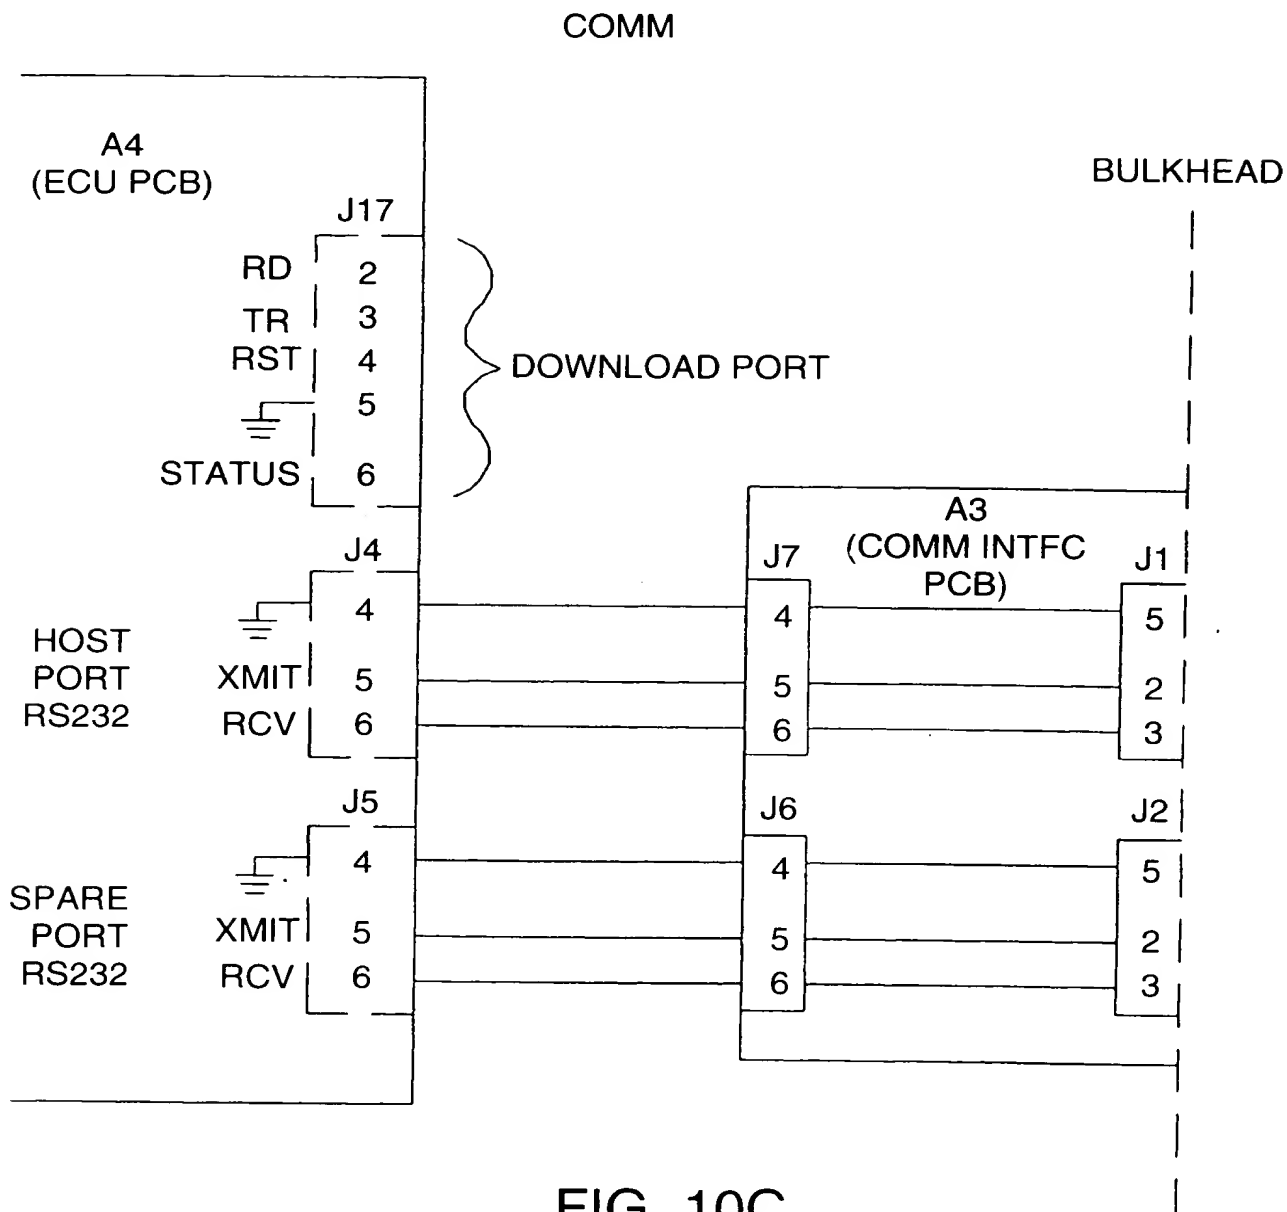 COMM
A4
(ECU PCB)
BULKHEAD
J17
RD 2
TR 3
RST 4
5
STATUS 6
DOWNLOAD PORT
A3
(COMM INTFC
PCB)
J4
4
XMIT 5
RCV 6
HOST
PORT
RS232
J7
4
5
6
J1
5
2
3
J5
4
XMIT 5
RCV 6
SPARE
PORT
RS232
J6
4
5
6
J2
5
2
3
FIG. 10C